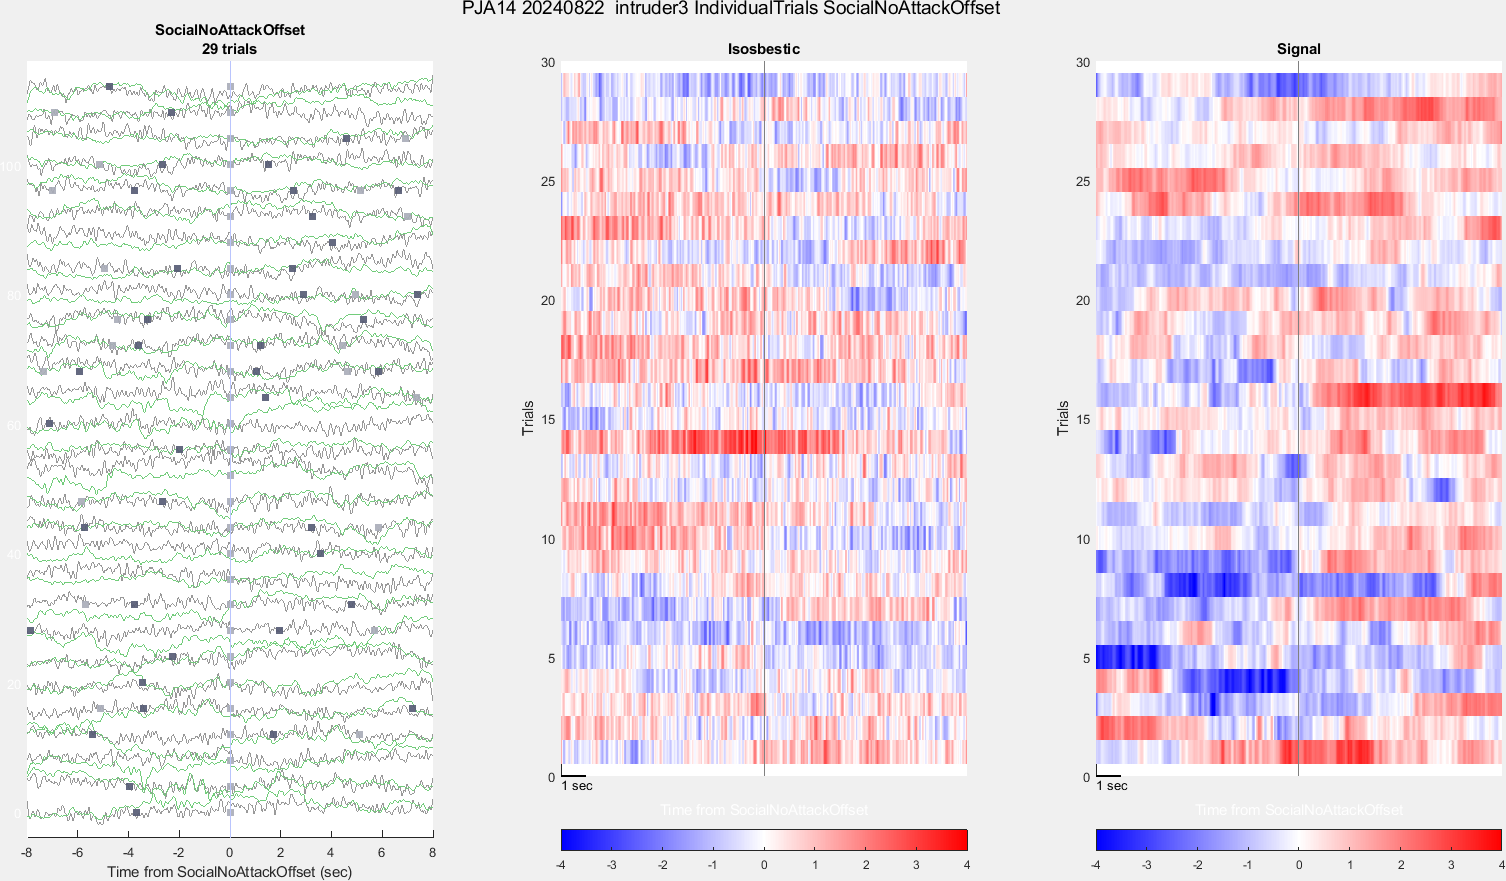 PJA14 20240822  intruder3 IndividualTrials SocialNoAttackOffset
SocialNoAttackOffset
29 trials
100
80
60
40
20
0
-8 -6 -4 -2 0 2 4 6 8
Time from SocialNoAttackOffset (sec)
Isosbestic
30
25
20
15
10
5
0
Trials
1 sec
Time from SocialNoAttackOffset
-4 -3 -2 -1 0 1 2 3 4
Signal
30
25
20
15
10
5
0
Trials
1 sec
Time from SocialNoAttackOffset
-4 -3 -2 -1 0 1 2 3 4